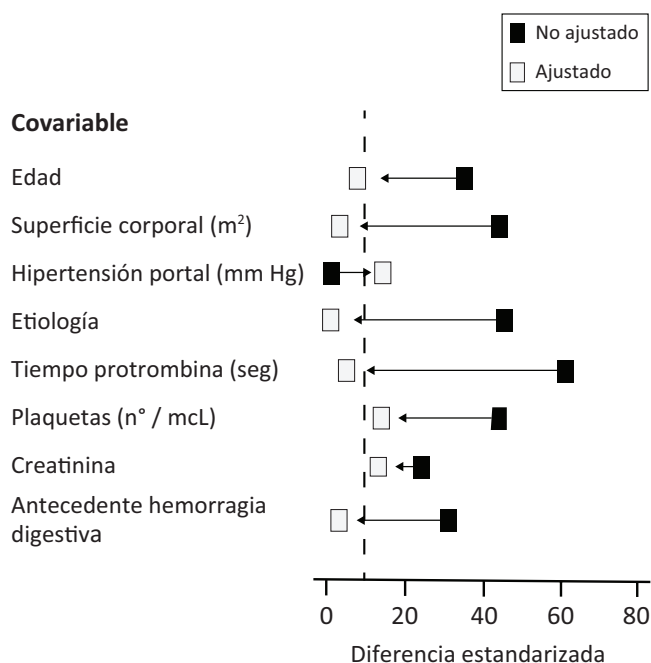 No ajustado
Ajustado
Covariable
Edad
Superficie corporal (m²)
Hipertensión portal (mm Hg)
Etiología
Tiempo protrombina (seg)
Plaquetas (n° / mcL)
Creatinina
Antecedente hemorragia
digestiva
0 20 40 60 80
Diferencia estandarizada